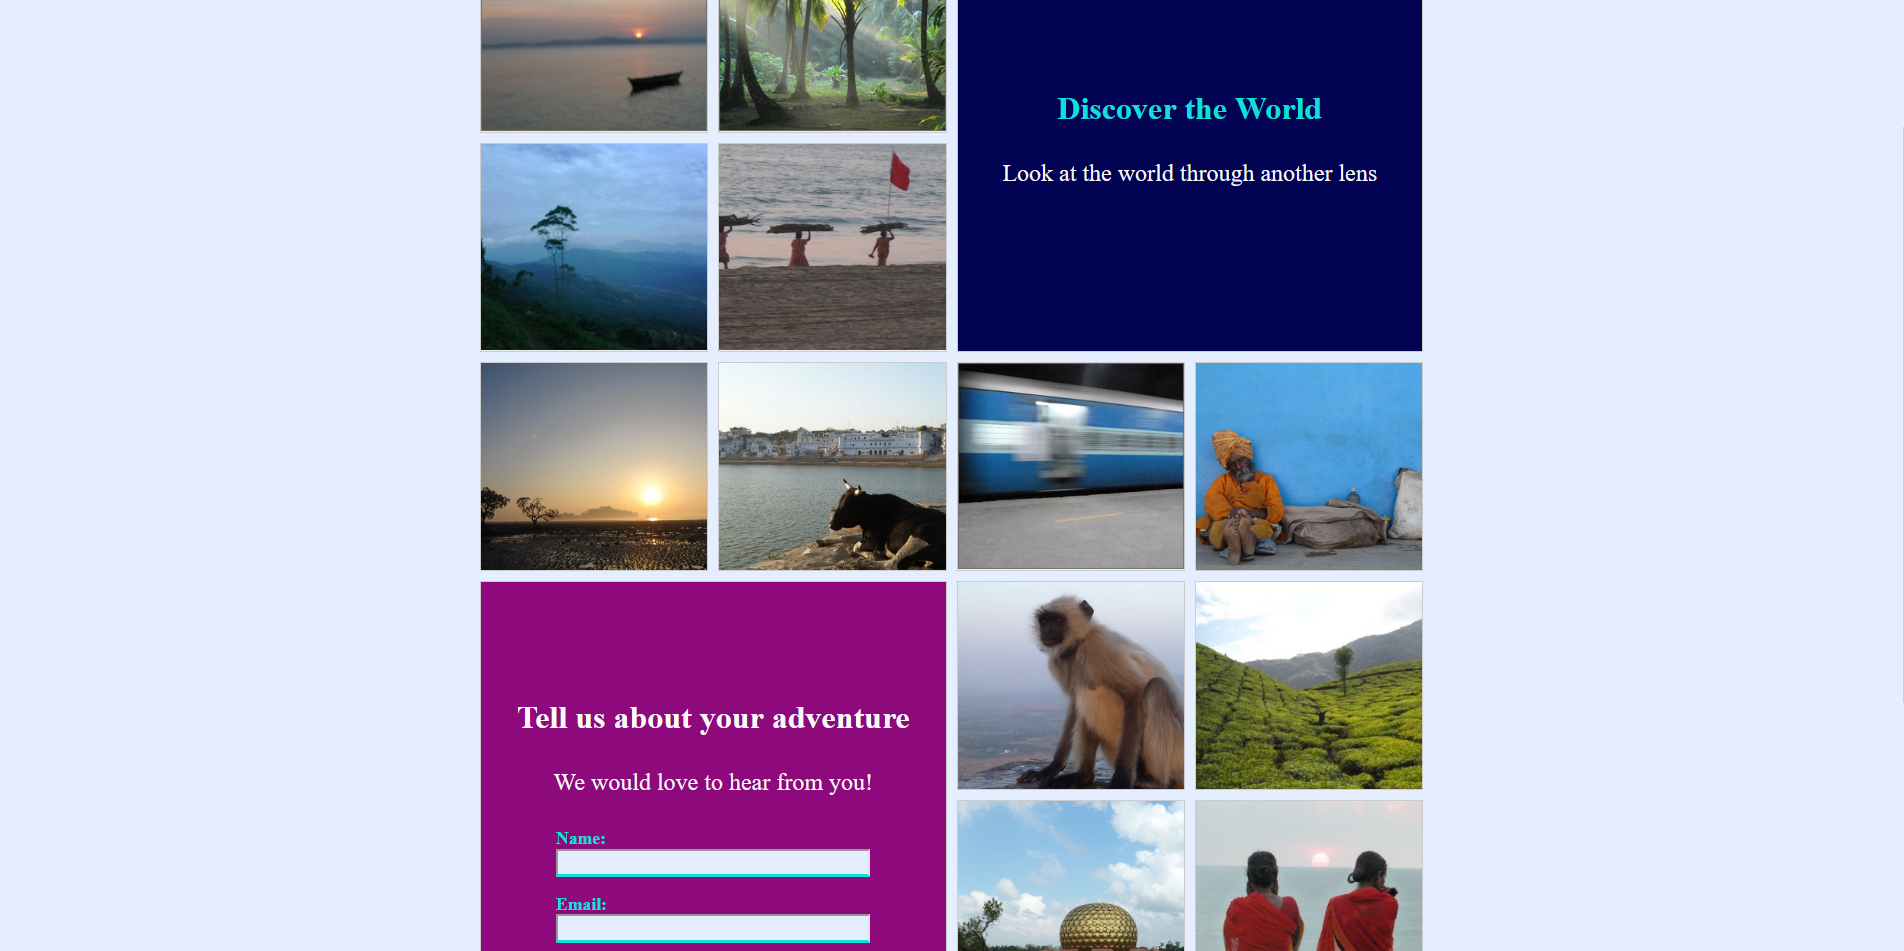 Discover the World
Look at the world through another lens
Tell us about your adventure
We would love to hear from you!
Name:
Email: